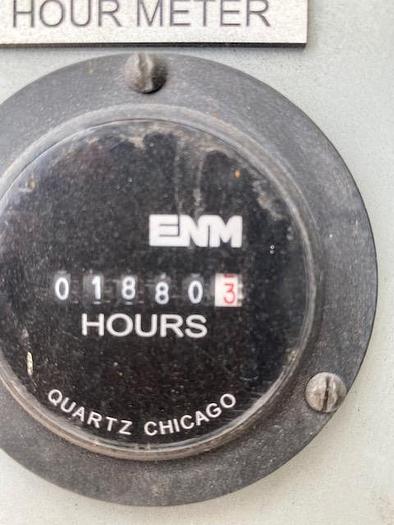 HOUR METER
ENM
018803
HOURS
QUARTZ CHICAGO